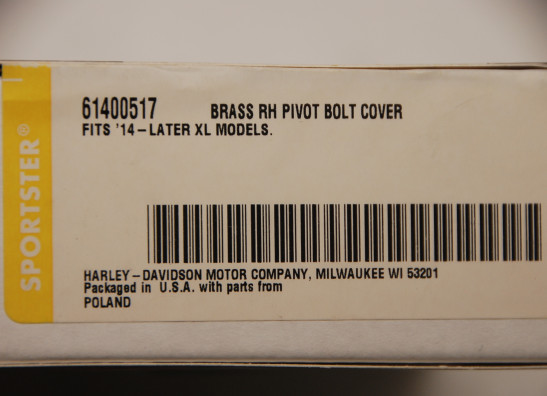 61400517 BRASS RH PIVOT BOLT COVER
FITS '14-LATER XL MODELS.
SPORTSTER®
HARLEY-DAVIDSON MOTOR COMPANY, MILWAUKEE WI 53201
Packaged in U.S.A. with parts from
POLAND